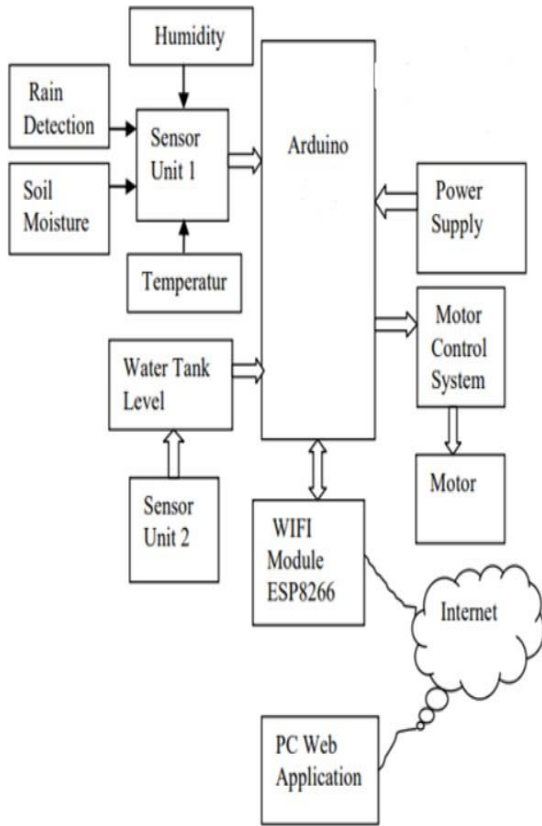 Humidity
Rain
Detection
Sensor
Unit 1
Arduino
Soil
Moisture
Power
Supply
Temperatur
Motor
Control
System
Water Tank
Level
Motor
Sensor
Unit 2
WIFI
Module
ESP8266
Internet
PC Web
Application